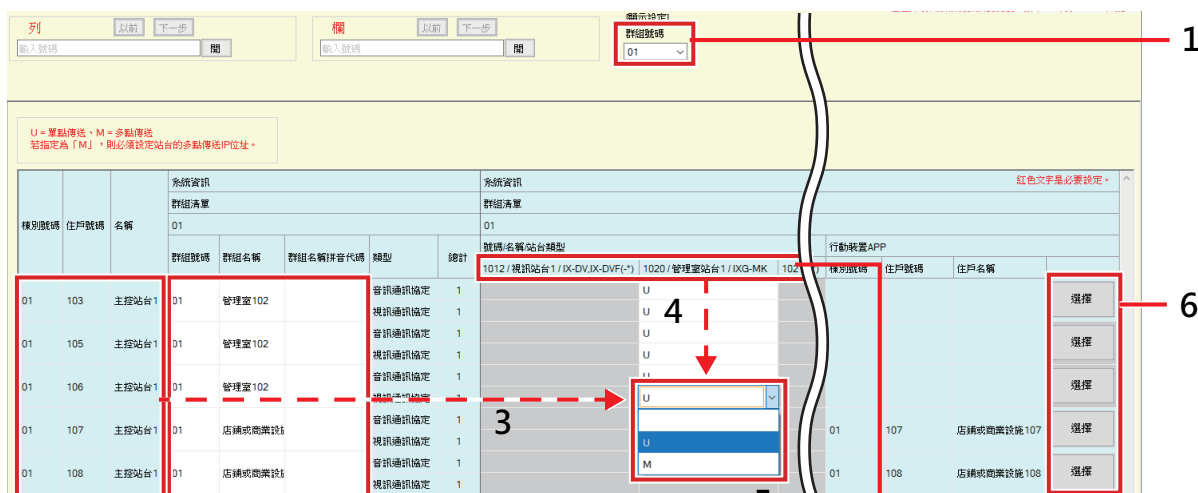 列 以前 下一步
輸入號碼 開
欄 以前 下一步
輸入號碼 開
[顯示設定]
群組號碼
01
1
U = 單點傳送、M = 多點傳送
若指定為「M」，則必須設定站台的多點傳送IP位址。
系統資訊 系統資訊 紅色文字是必要設定。
群組清單 群組清單
棟別號碼 住戶號碼 名稱 01 01
號碼/名稱/站台類型 行動裝置APP
群組號碼 群組名稱 群組名稱拼音代碼 類型 總計
1012 / 視訊站台1 / IX-DV,IX-DVF(-*) 1020 / 管理室站台1 / IXG-MK 102 棟別號碼 住戶號碼 住戶名稱
01 103 主控站台1 01 管理室102 音訊通訊協定 1 U 選擇
視訊通訊協定 1 U
4
6
01 105 主控站台1 01 管理室102 音訊通訊協定 1 U 選擇
視訊通訊協定 1 U
01 106 主控站台1 01 管理室102 音訊通訊協定 1 U 選擇
視訊通訊協定 1 U
3
01 107 主控站台1 01 店鋪或商業設施 音訊通訊協定 1 01 107 店鋪或商業設施107 選擇
視訊通訊協定 1 U
01 108 主控站台1 01 店鋪或商業設施 音訊通訊協定 1 M 01 108 店鋪或商業設施108 選擇
視訊通訊協定 1